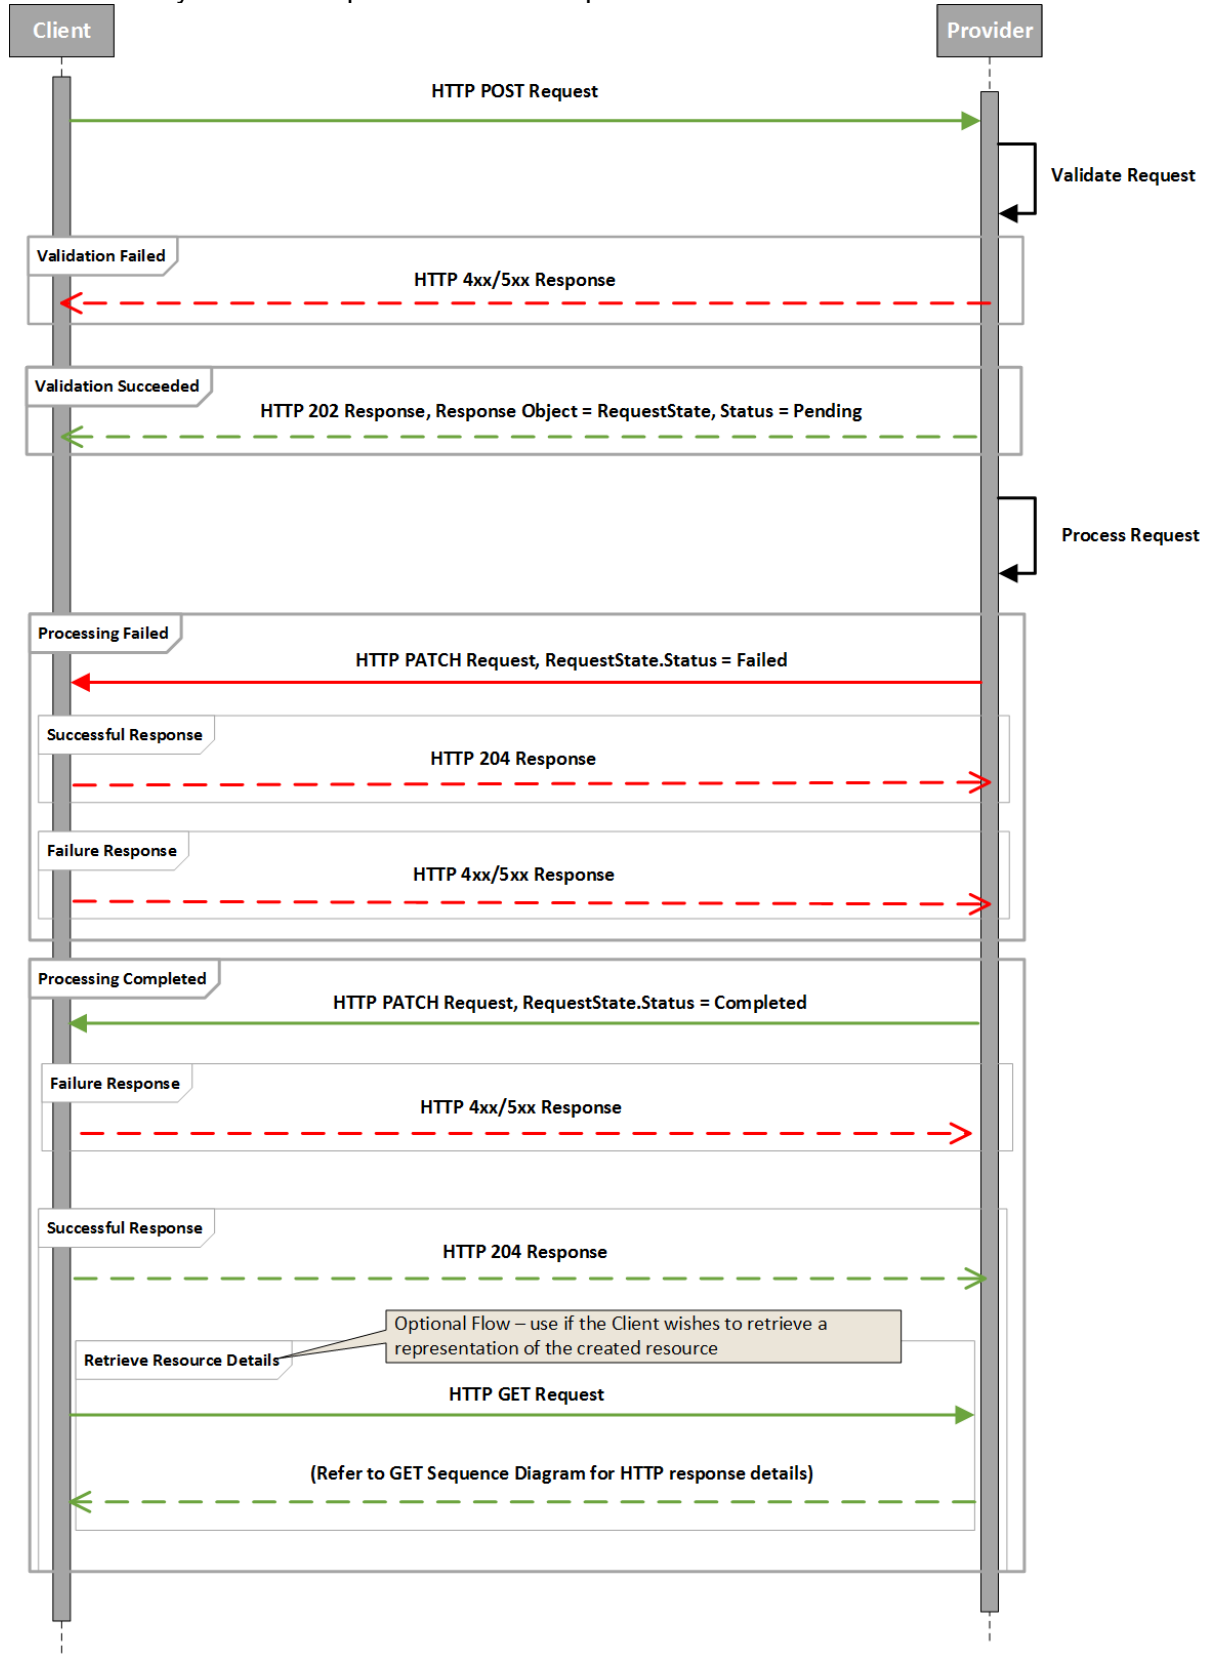 Client
Provider
HTTP POST Request
Validate Request
Validation Failed
HTTP 4xx/5xx Response
Validation Succeeded
HTTP 202 Response, Response Object = RequestState, Status = Pending
Process Request
Processing Failed
HTTP PATCH Request, RequestState.Status = Failed
Successful Response
HTTP 204 Response
Failure Response
HTTP 4xx/5xx Response
Processing Completed
HTTP PATCH Request, RequestState.Status = Completed
Failure Response
HTTP 4xx/5xx Response
Successful Response
HTTP 204 Response
Optional Flow – use if the Client wishes to retrieve a
representation of the created resource
Retrieve Resource Details
HTTP GET Request
(Refer to GET Sequence Diagram for HTTP response details)